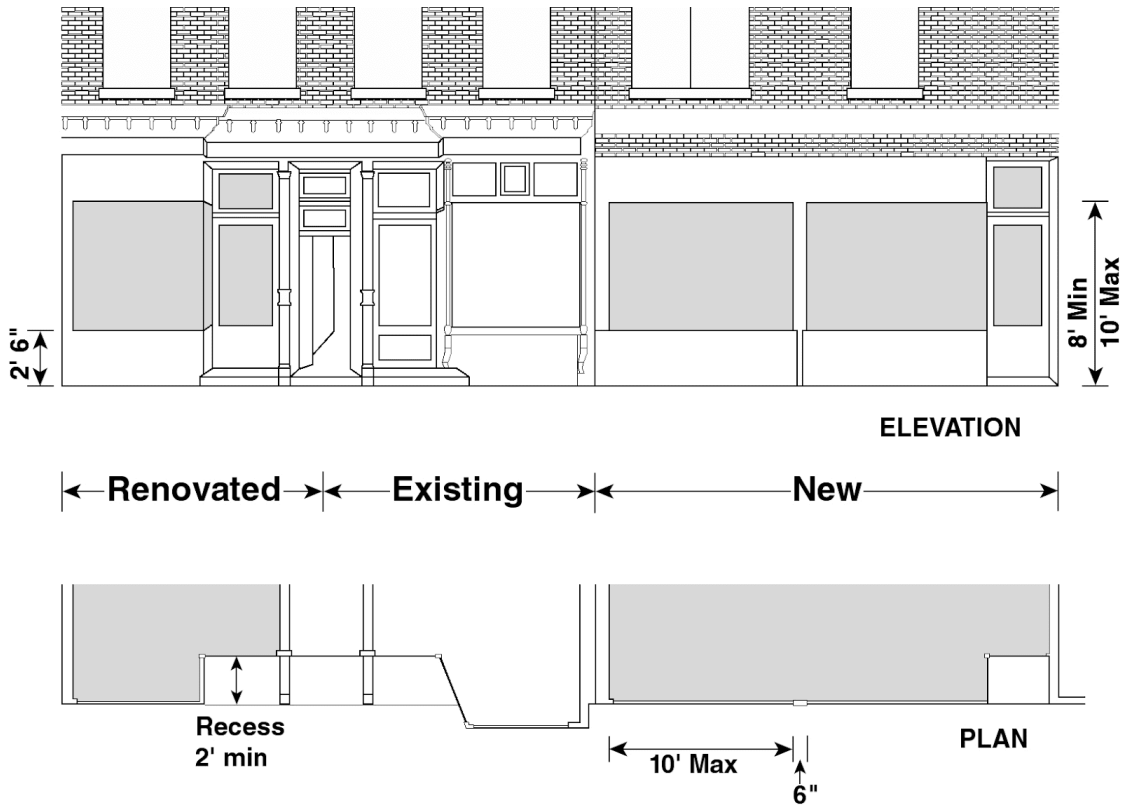 2' 6"
8' Min
10' Max
ELEVATION
Renovated
Existing
New
Recess
2' min
10' Max
6"
PLAN